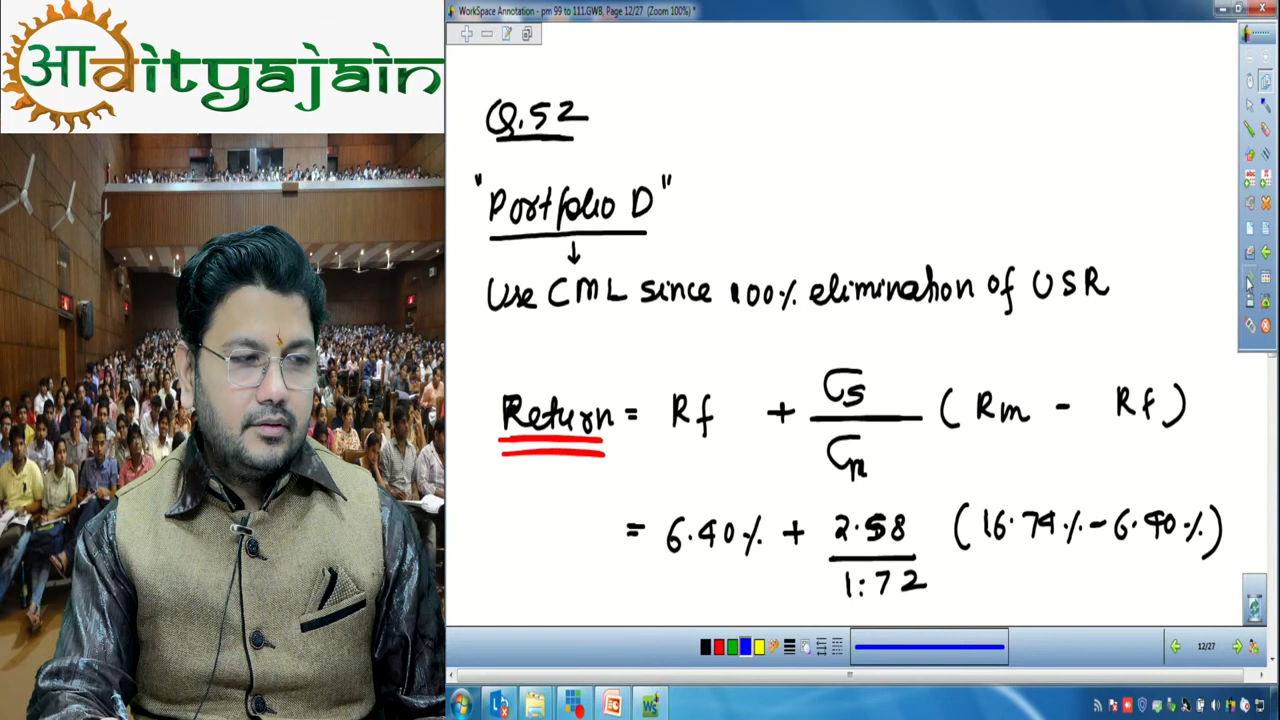 आdityajain
WorkSpace Annotation - pm 99 to 111.GWB, Page 12/27 (Zoom 100%) *
Q.52
"Portfolio D"
Use CML since 100% elimination of USR
Return = Rf + σs / σm (Rm - Rf)
= 6.40% + 2.58 / 1.72 (16.74% - 6.40%)
12/27